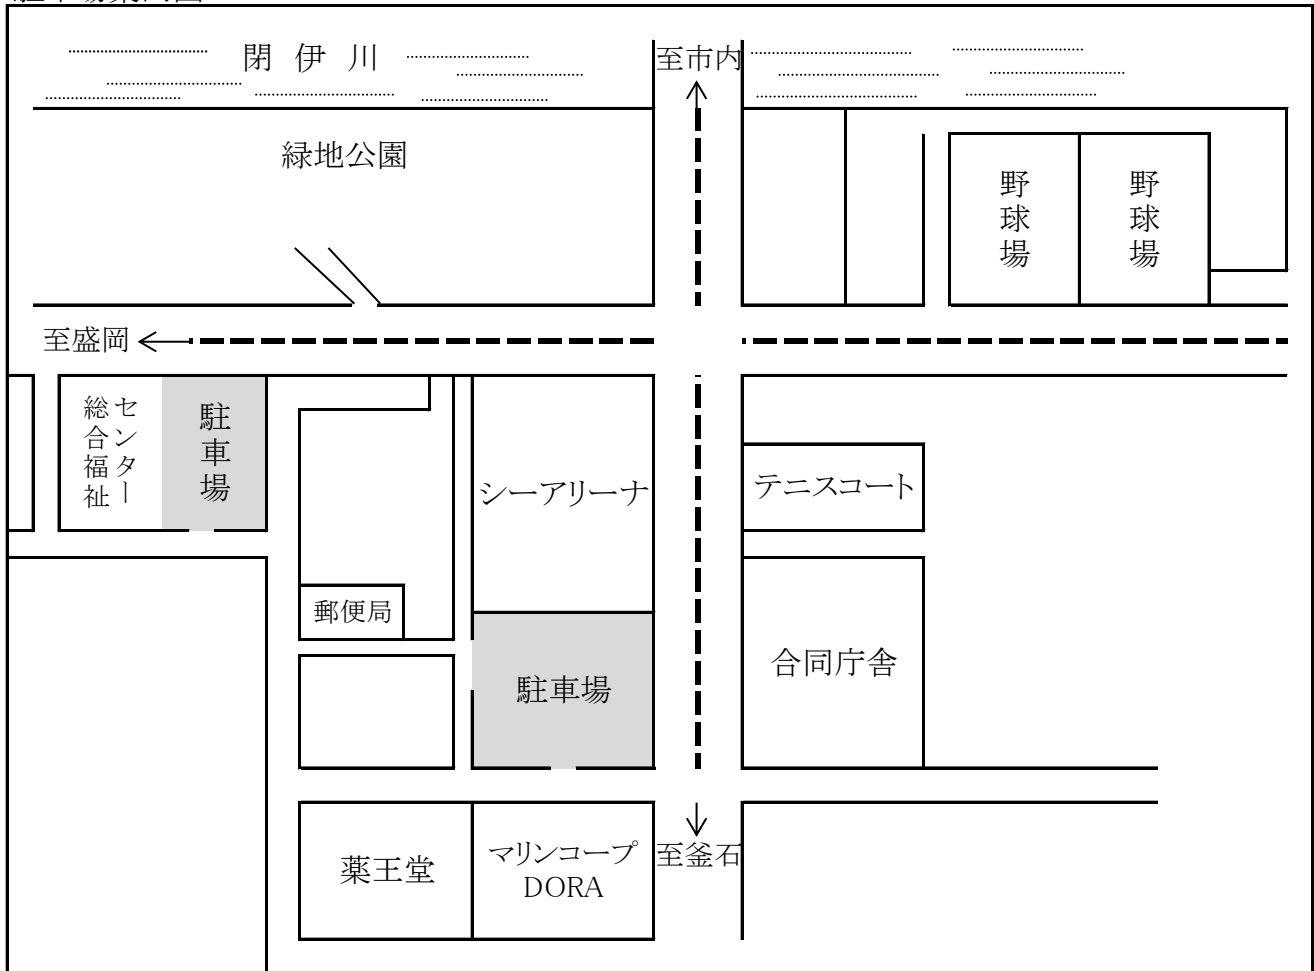 閉伊川
至市内
緑地公園
野球場
野球場
至盛岡
総合福祉
センター
駐車場
シーアリーナ
テニスコート
郵便局
駐車場
合同庁舎
薬王堂
マリンコープ
DORA
至釜石